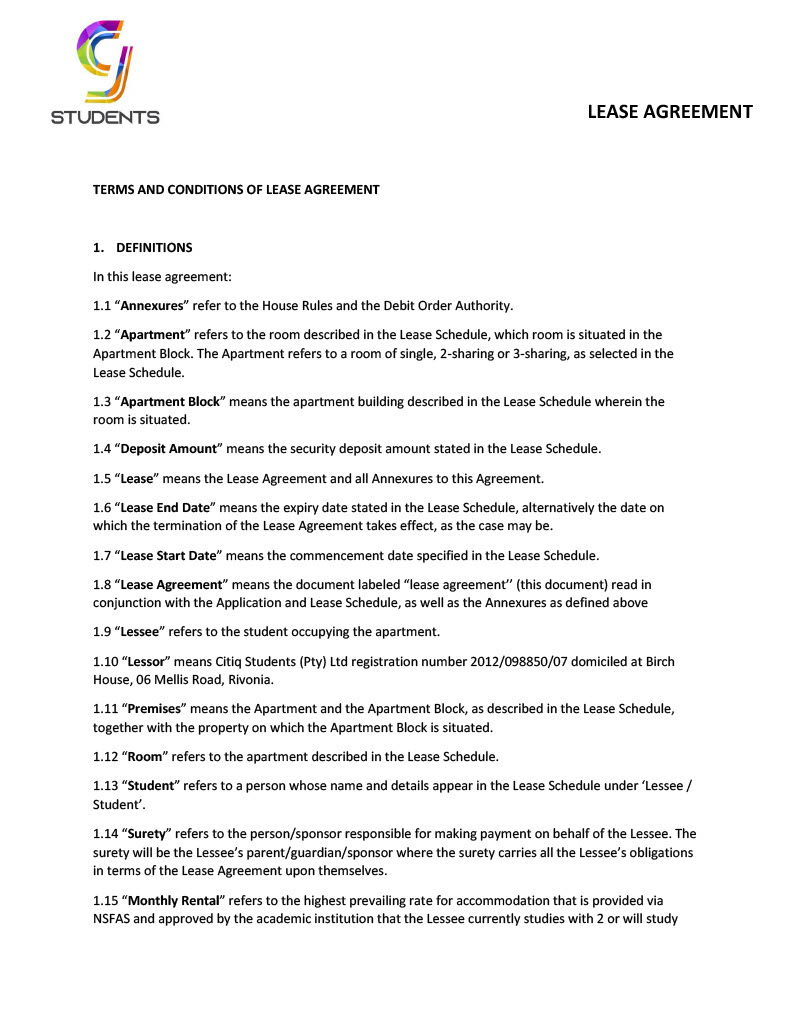 CJ
STUDENTS
LEASE AGREEMENT
TERMS AND CONDITIONS OF LEASE AGREEMENT
1. DEFINITIONS
In this lease agreement:
1.1 “Annexures” refer to the House Rules and the Debit Order Authority.
1.2 “Apartment” refers to the room described in the Lease Schedule, which room is situated in the
Apartment Block. The Apartment refers to a room of single, 2-sharing or 3-sharing, as selected in the
Lease Schedule.
1.3 “Apartment Block” means the apartment building described in the Lease Schedule wherein the
room is situated.
1.4 “Deposit Amount” means the security deposit amount stated in the Lease Schedule.
1.5 “Lease” means the Lease Agreement and all Annexures to this Agreement.
1.6 “Lease End Date” means the expiry date stated in the Lease Schedule, alternatively the date on
which the termination of the Lease Agreement takes effect, as the case may be.
1.7 “Lease Start Date” means the commencement date specified in the Lease Schedule.
1.8 “Lease Agreement” means the document labeled “lease agreement’’ (this document) read in
conjunction with the Application and Lease Schedule, as well as the Annexures as defined above
1.9 “Lessee” refers to the student occupying the apartment.
1.10 “Lessor” means Citiq Students (Pty) Ltd registration number 2012/098850/07 domiciled at Birch
House, 06 Mellis Road, Rivonia.
1.11 “Premises” means the Apartment and the Apartment Block, as described in the Lease Schedule,
together with the property on which the Apartment Block is situated.
1.12 “Room” refers to the apartment described in the Lease Schedule.
1.13 “Student” refers to a person whose name and details appear in the Lease Schedule under ‘Lessee /
Student’.
1.14 “Surety” refers to the person/sponsor responsible for making payment on behalf of the Lessee. The
surety will be the Lessee’s parent/guardian/sponsor where the surety carries all the Lessee’s obligations
in terms of the Lease Agreement upon themselves.
1.15 “Monthly Rental” refers to the highest prevailing rate for accommodation that is provided via
NSFAS and approved by the academic institution that the Lessee currently studies with 2 or will study